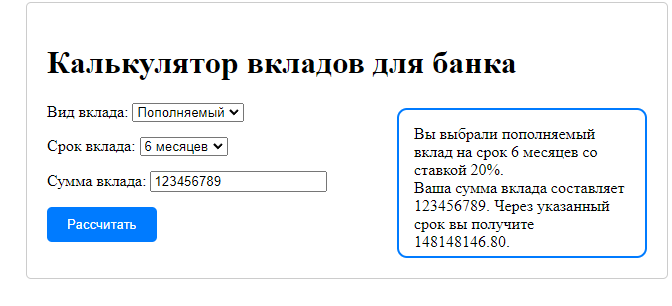 Калькулятор вкладов для банка
Вид вклада: Пополняемый
Срок вклада: 6 месяцев
Сумма вклада: 123456789
Рассчитать
Вы выбрали пополняемый
вклад на срок 6 месяцев со
ставкой 20%.
Ваша сумма вклада составляет
123456789. Через указанный
срок вы получите
148148146.80.